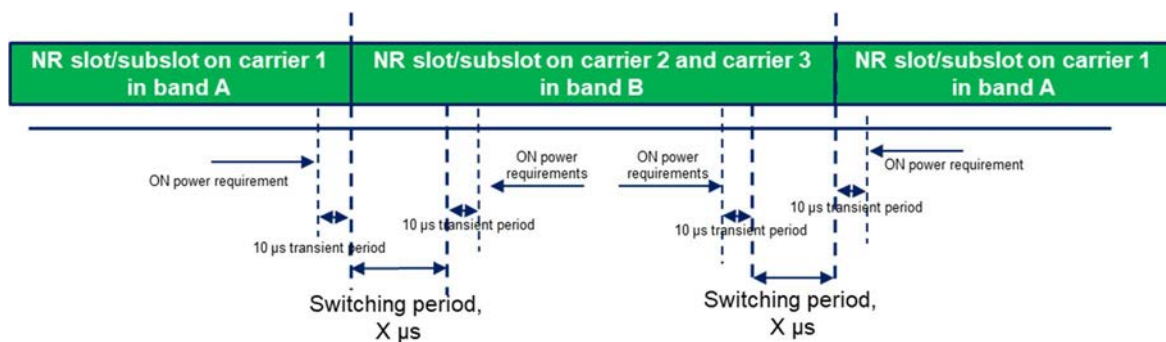 NR slot/subslot on carrier 1
in band A
NR slot/subslot on carrier 2 and carrier 3
in band B
NR slot/subslot on carrier 1
in band A
ON power requirement
ON power
requirements
ON power
requirements
ON power requirement
10 µs transient period
10 µs transient period
10 µs transient period
10 µs transient period
Switching period,
X µs
Switching period,
X µs